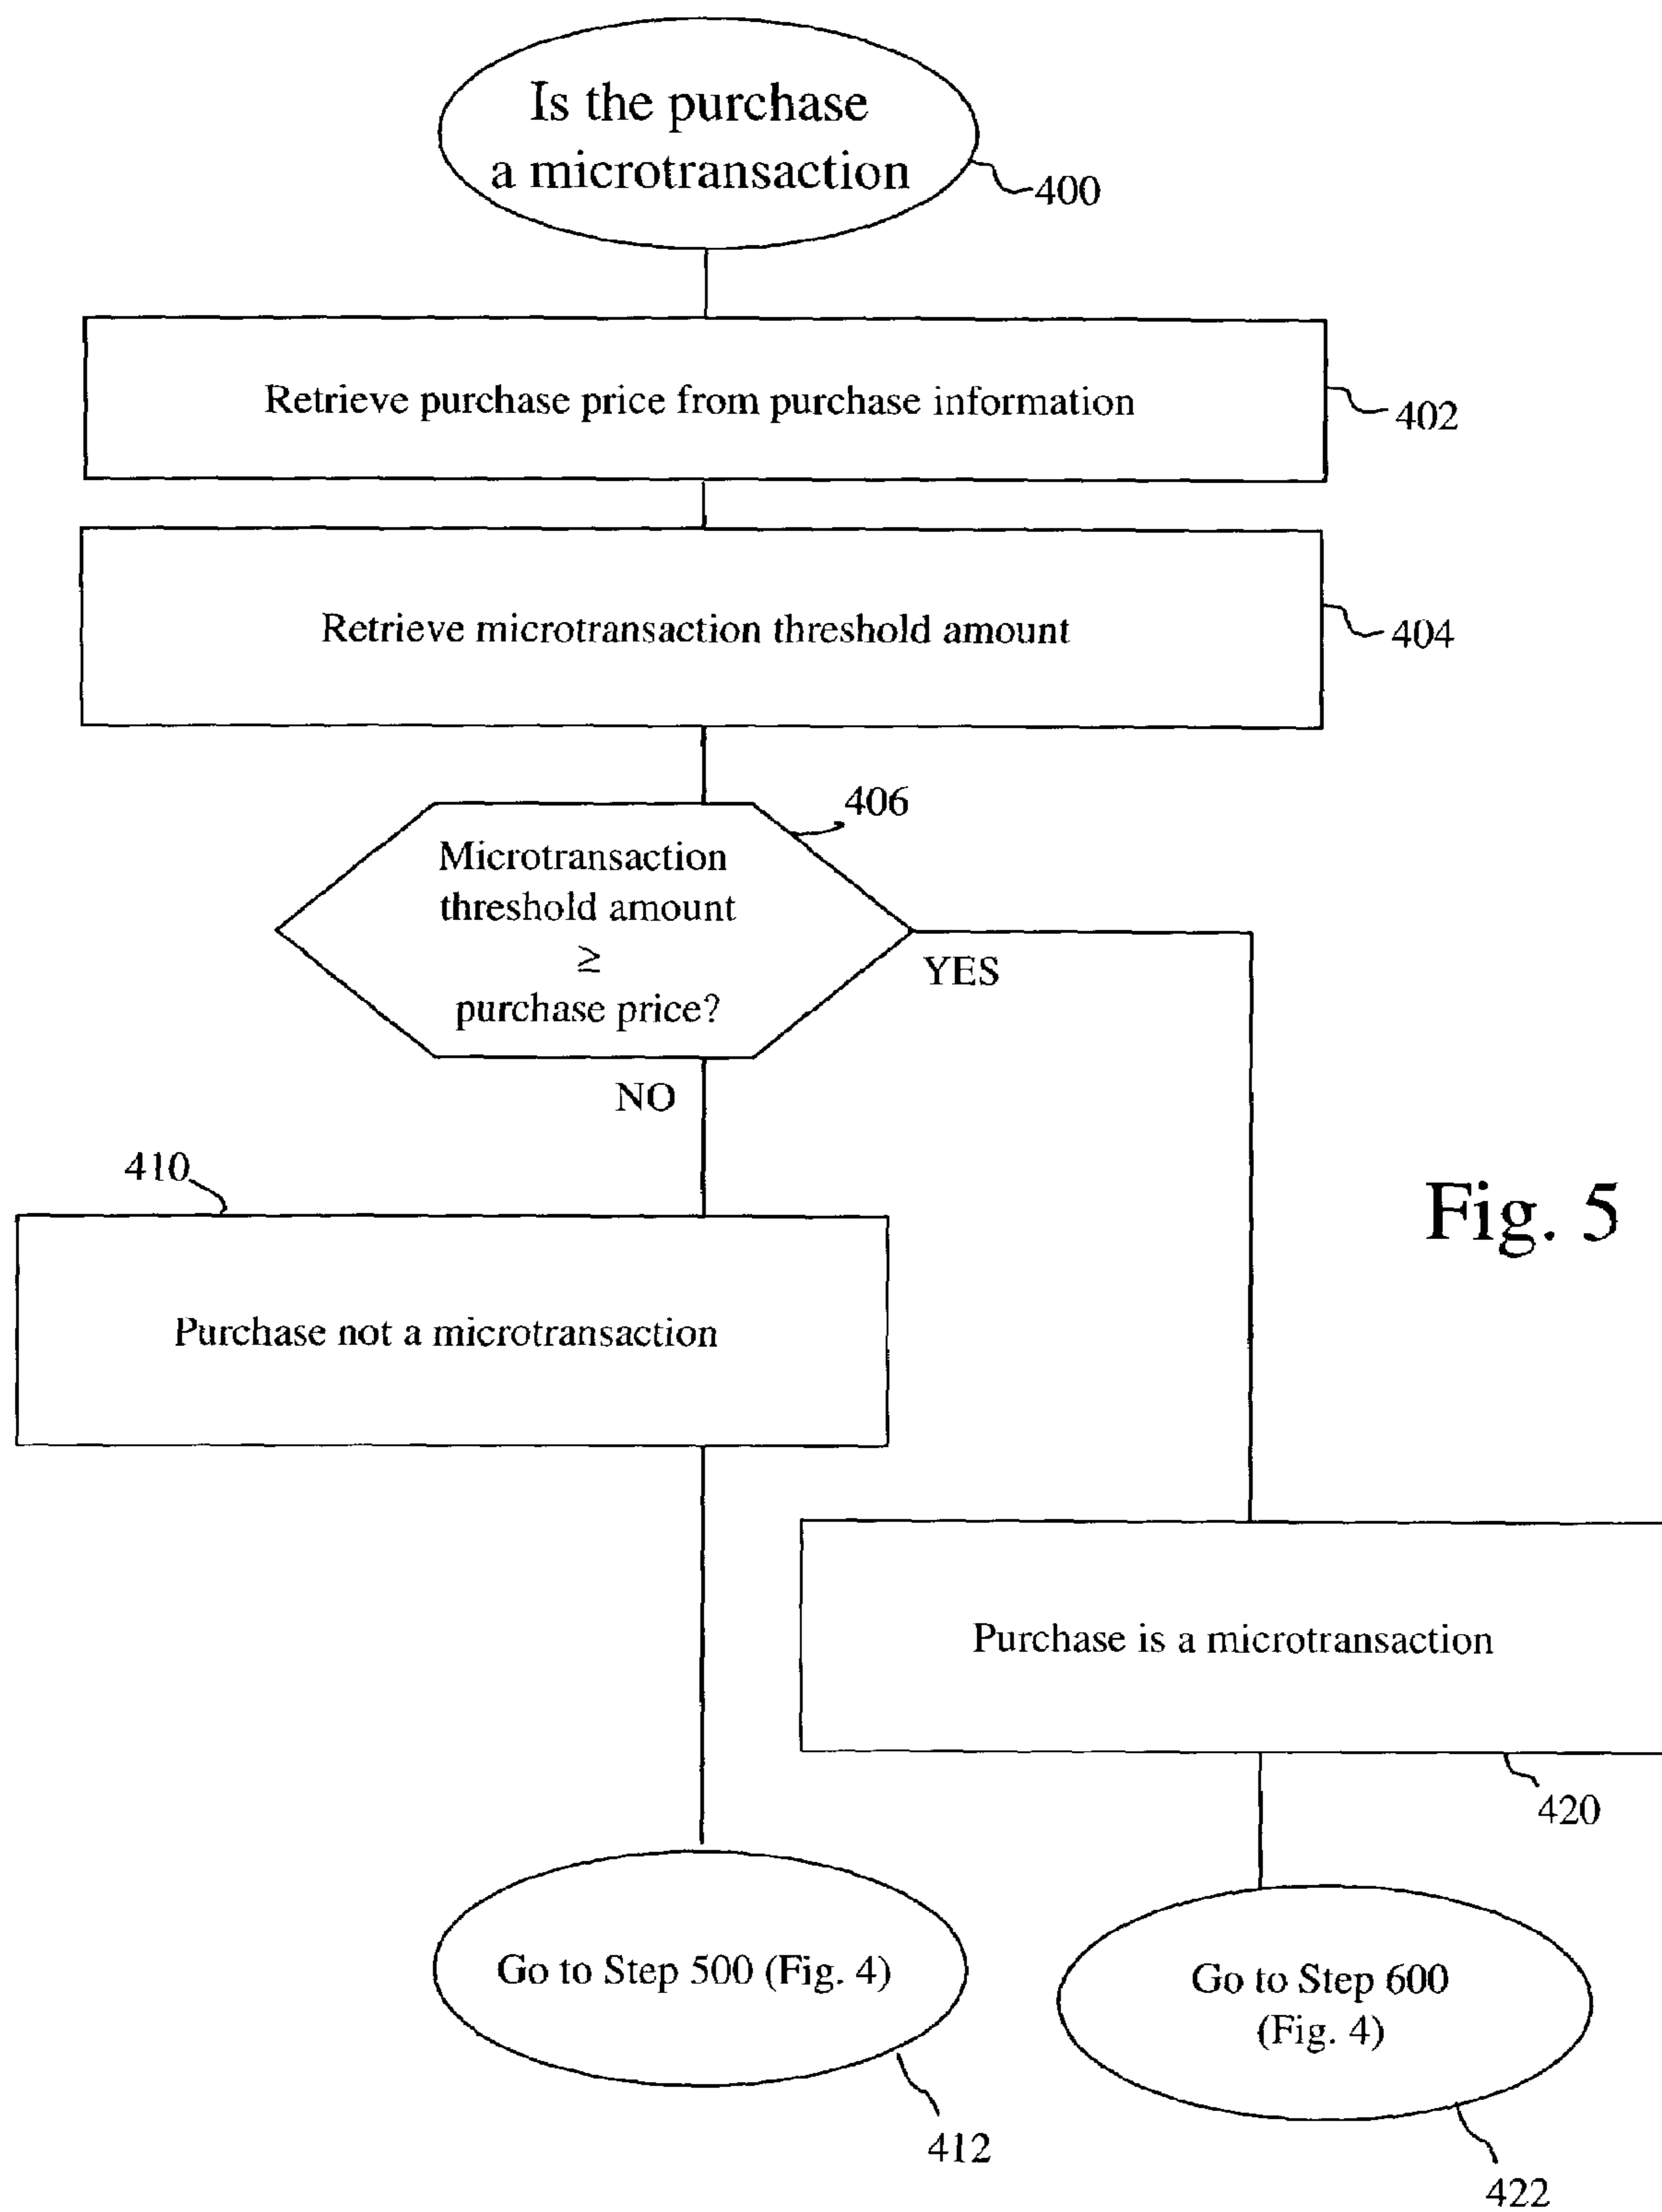 Is the purchase
a microtransaction
400
Retrieve purchase price from purchase information
402
Retrieve microtransaction threshold amount
404
406
Microtransaction
threshold amount
≥
purchase price?
YES
NO
410
Fig. 5
Purchase not a microtransaction
Purchase is a microtransaction
420
Go to Step 500 (Fig. 4)
Go to Step 600
(Fig. 4)
412
422